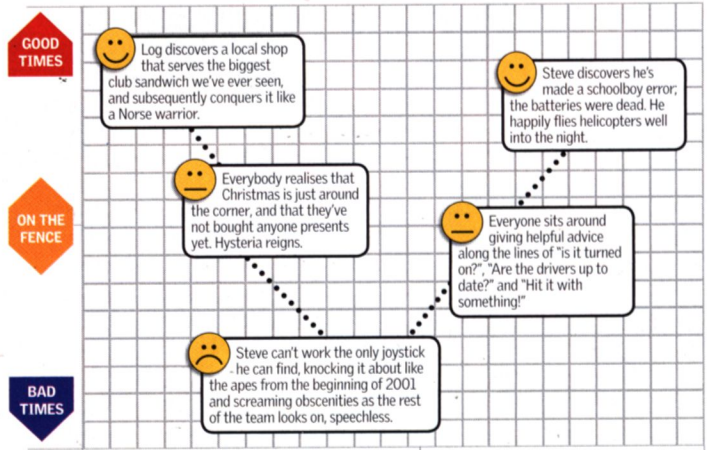 GOOD
TIMES
Log discovers a local shop
that serves the biggest
club sandwich we've ever seen,
and subsequently conquers it like
a Norse warrior.
Steve discovers he's
made a schoolboy error;
the batteries were dead. He
happily flies helicopters well
into the night.
ON THE
FENCE
Everybody realises that
Christmas is just around
the corner, and that they've
not bought anyone presents
yet. Hysteria reigns.
Everyone sits around
giving helpful advice
along the lines of "is it turned
on?", "Are the drivers up to
date?" and "Hit it with
something!"
BAD
TIMES
Steve can't work the only joystick
he can find, knocking it about like
the apes from the beginning of 2001
and screaming obscenities as the rest
of the team looks on, speechless.